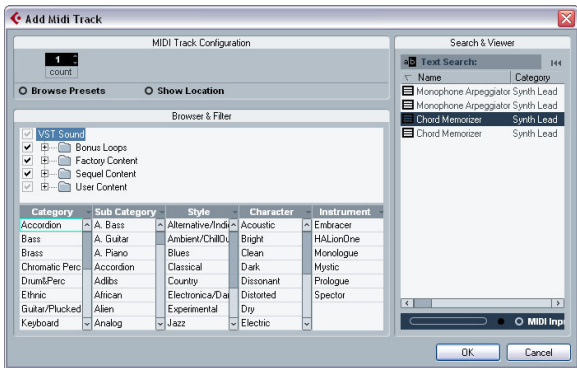 Add Midi Track
MIDI Track Configuration
1
count
Browse Presets Show Location
Browser & Filter
VST Sound
Bonus Loops
Factory Content
Sequel Content
User Content
Category Sub Category Style Character Instrument
Accordion A. Bass Alternative/Indi Acoustic Embracer
Bass A. Guitar Ambient/ChillOu Bright HALionOne
Brass A. Piano Blues Clean Monologue
Chromatic Perc Accordion Classical Dark Mystic
Drum&Perc Adlibs Country Dissonant Prologue
Ethnic African Electronica/Dan Distorted Spector
Guitar/Plucked Alien Experimental Dry
Keyboard Analog Jazz Electric
Search & Viewer
Text Search:
Name Category
Monophone Arpeggiator Synth Lead
Monophone Arpeggiator Synth Lead
Chord Memorizer Synth Lead
Chord Memorizer Synth Lead
MIDI Inp
OK Cancel